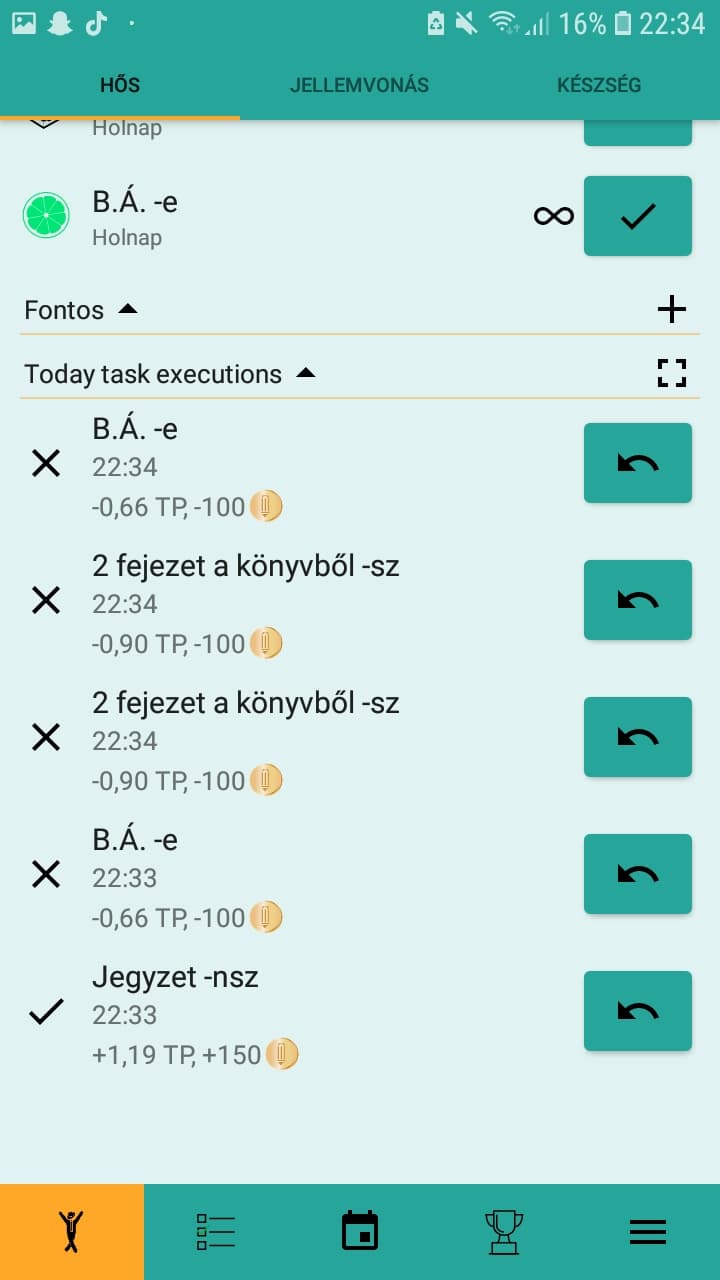 16% 22:34
HŐS JELLEMVONÁS KÉSZSÉG
Holnap
B.Á. -e
Holnap
Fontos
Today task executions
B.Á. -e
22:34
-0,66 TP, -100
2 fejezet a könyvből -sz
22:34
-0,90 TP, -100
2 fejezet a könyvből -sz
22:34
-0,90 TP, -100
B.Á. -e
22:33
-0,66 TP, -100
Jegyzet -nsz
22:33
+1,19 TP, +150